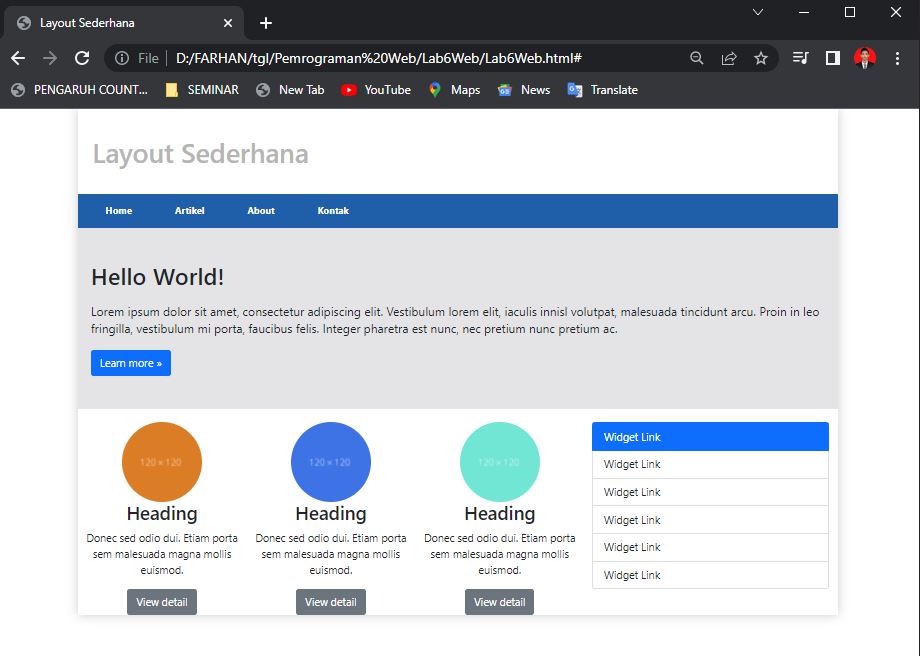 Layout Sederhana
File D:/FARHAN/tgl/Pemrograman%20Web/Lab6Web/Lab6Web.html#
PENGARUH COUNT... SEMINAR New Tab YouTube Maps News Translate
Layout Sederhana
Home Artikel About Kontak
Hello World!
Lorem ipsum dolor sit amet, consectetur adipiscing elit. Vestibulum lorem elit, iaculis innisl volutpat, malesuada tincidunt arcu. Proin in leo
fringilla, vestibulum mi porta, faucibus felis. Integer pharetra est nunc, nec pretium nunc pretium ac.
Learn more »
120 × 120
Heading
Donec sed odio dui. Etiam porta
sem malesuada magna mollis
euismod.
View detail
120 × 120
Heading
Donec sed odio dui. Etiam porta
sem malesuada magna mollis
euismod.
View detail
120 × 120
Heading
Donec sed odio dui. Etiam porta
sem malesuada magna mollis
euismod.
View detail
Widget Link
Widget Link
Widget Link
Widget Link
Widget Link
Widget Link